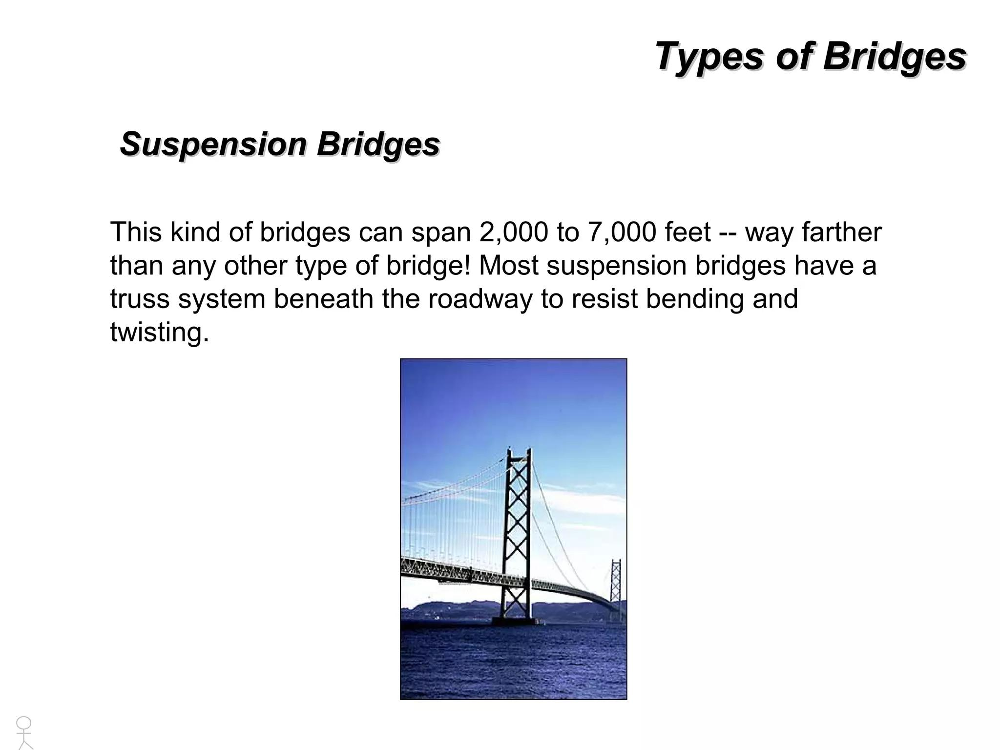 Types of Bridges
Suspension Bridges
This kind of bridges can span 2,000 to 7,000 feet -- way farther
than any other type of bridge! Most suspension bridges have a
truss system beneath the roadway to resist bending and
twisting.